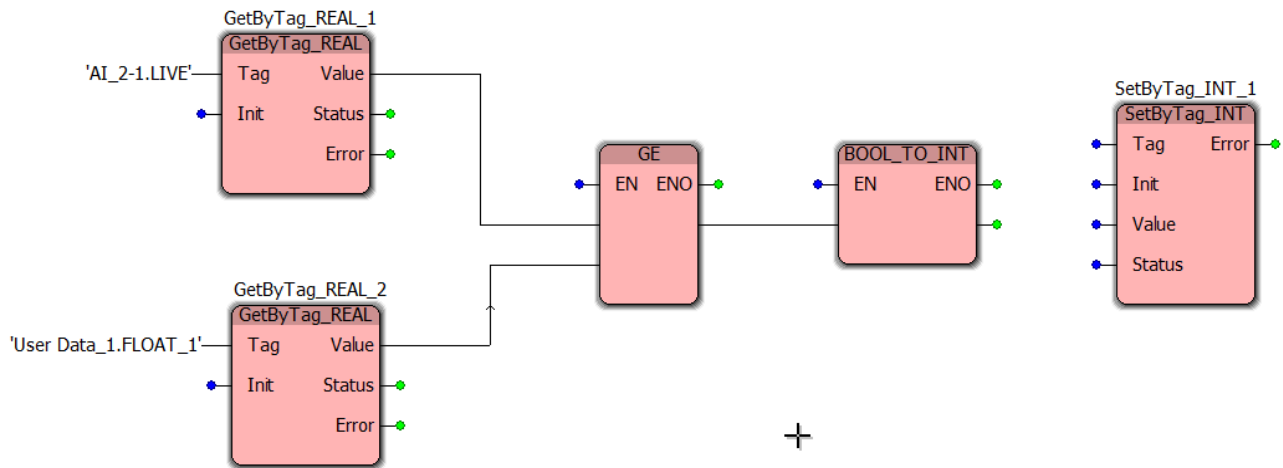 GetByTag_REAL_1
GetByTag_REAL
'AI_2-1.LIVE'
Tag Value
Init Status
Error
GE
EN ENO
BOOL_TO_INT
EN ENO
SetByTag_INT_1
SetByTag_INT
Tag Error
Init
Value
Status
GetByTag_REAL_2
GetByTag_REAL
'User Data_1.FLOAT_1'
Tag Value
Init Status
Error